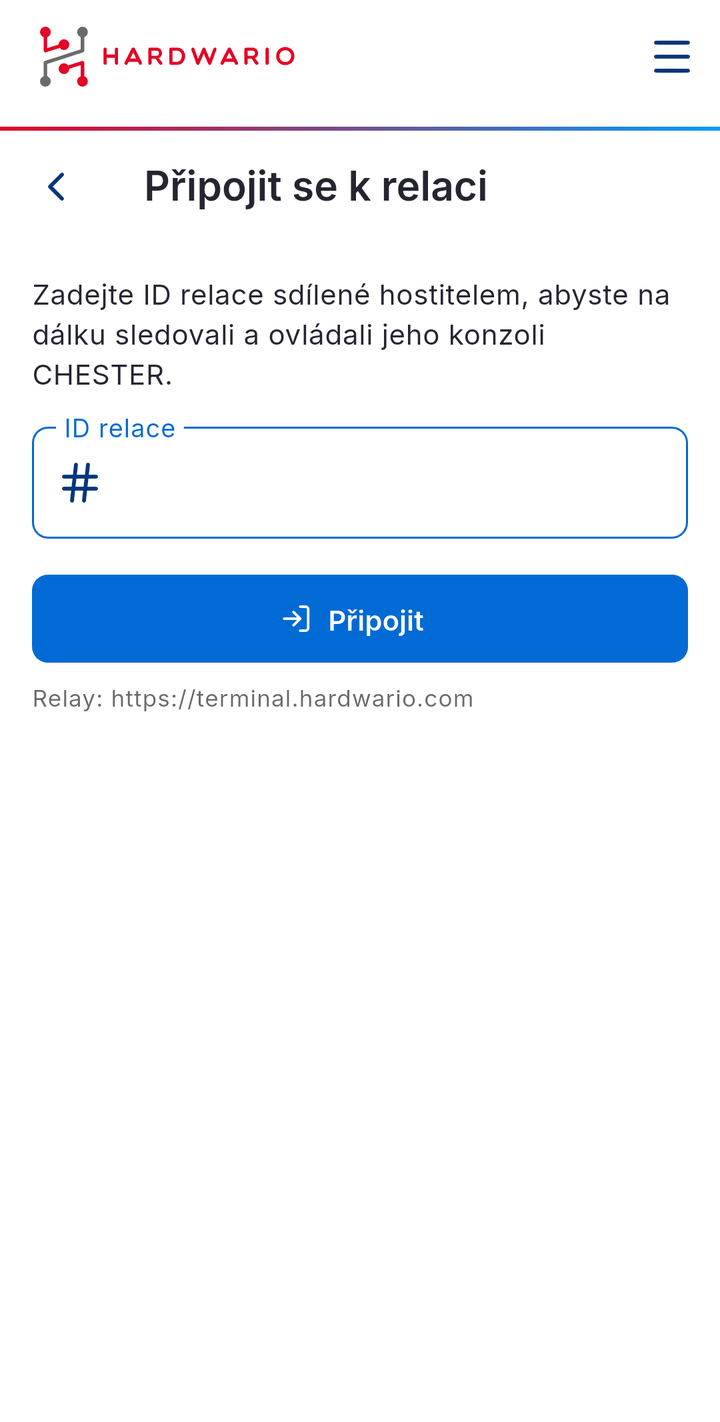 HARDWARIO
Připojit se k relaci
Zadejte ID relace sdílené hostitelem, abyste na
dálku sledovali a ovládali jeho konzoli
CHESTER.
ID relace
#
Připojit
Relay: https://terminal.hardwario.com